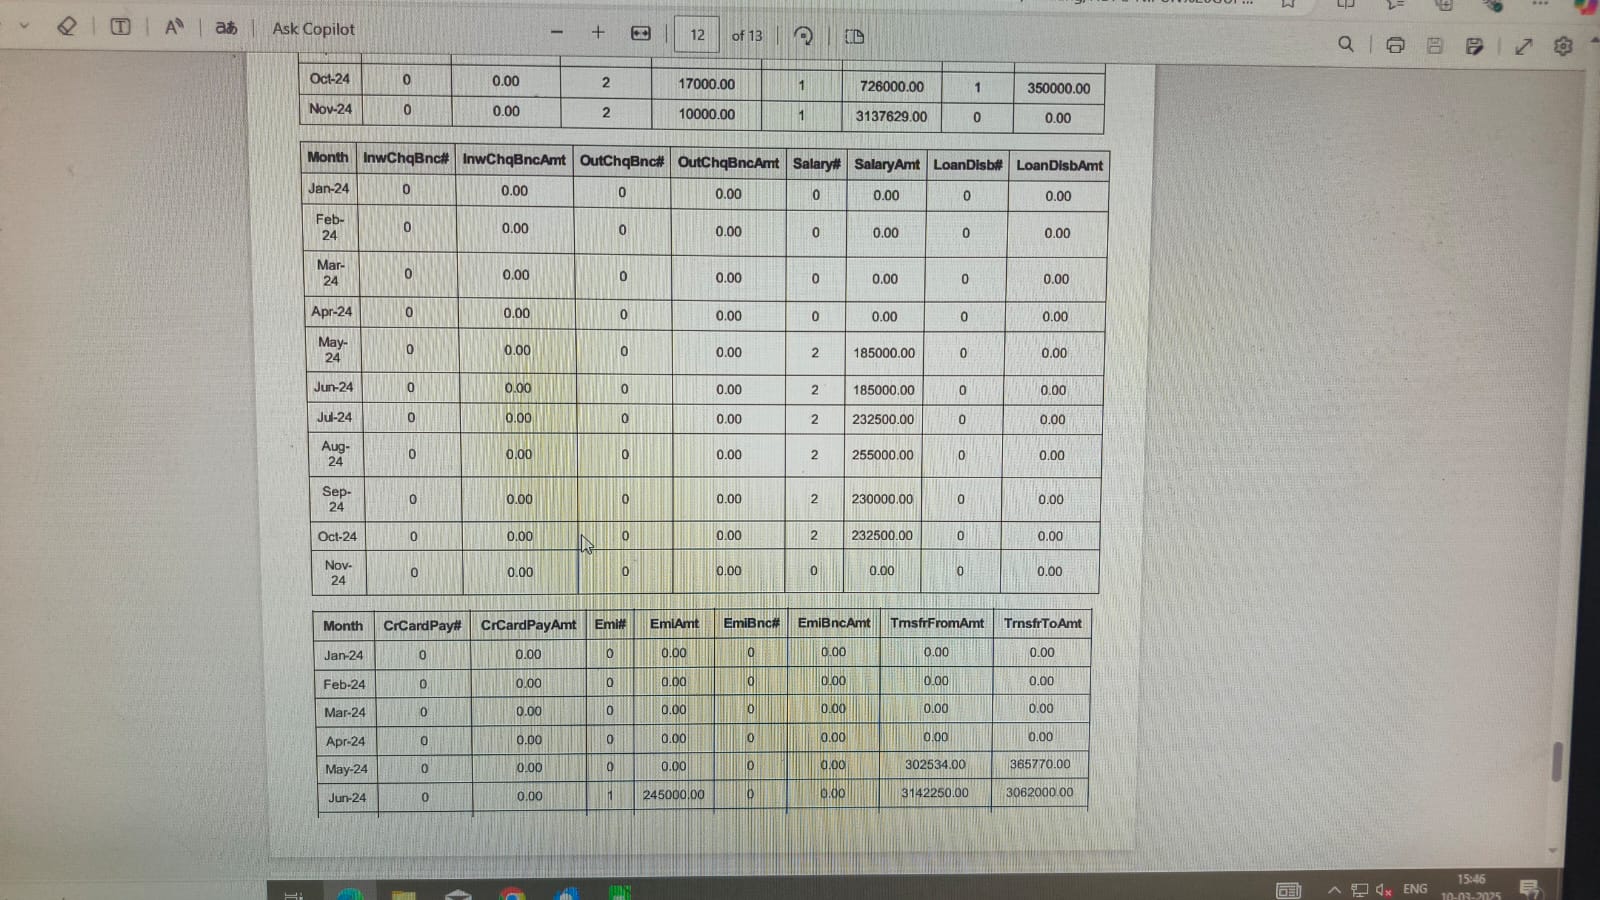 Ask Copilot
12 of 13
Oct-24 0 0.00 2 17000.00 1 726000.00 1 350000.00
Nov-24 0 0.00 2 10000.00 1 3137629.00 0 0.00
Month InwChqBnc# InwChqBncAmt OutChqBnc# OutChqBncAmt Salary# SalaryAmt LoanDisb# LoanDisbAmt
Jan-24 0 0.00 0 0.00 0 0.00 0 0.00
Feb-
24 0 0.00 0 0.00 0 0.00 0 0.00
Mar-
24 0 0.00 0 0.00 0 0.00 0 0.00
Apr-24 0 0.00 0 0.00 0 0.00 0 0.00
May-
24 0 0.00 0 0.00 2 185000.00 0 0.00
Jun-24 0 0.00 0 0.00 2 185000.00 0 0.00
Jul-24 0 0.00 0 0.00 2 232500.00 0 0.00
Aug-
24 0 0.00 0 0.00 2 255000.00 0 0.00
Sep-
24 0 0.00 0 0.00 2 230000.00 0 0.00
Oct-24 0 0.00 0 0.00 2 232500.00 0 0.00
Nov-
24 0 0.00 0 0.00 0 0.00 0 0.00
Month CrCardPay# CrCardPayAmt Emi# EmiAmt EmiBnc# EmiBncAmt TrnsfrFromAmt TrnsfrToAmt
Jan-24 0 0.00 0 0.00 0 0.00 0.00 0.00
Feb-24 0 0.00 0 0.00 0 0.00 0.00 0.00
Mar-24 0 0.00 0 0.00 0 0.00 0.00 0.00
Apr-24 0 0.00 0 0.00 0 0.00 0.00 0.00
May-24 0 0.00 0 0.00 0 0.00 302534.00 365770.00
Jun-24 0 0.00 1 245000.00 0 0.00 3142250.00 3062000.00
ENG
15:46
10-03-2025